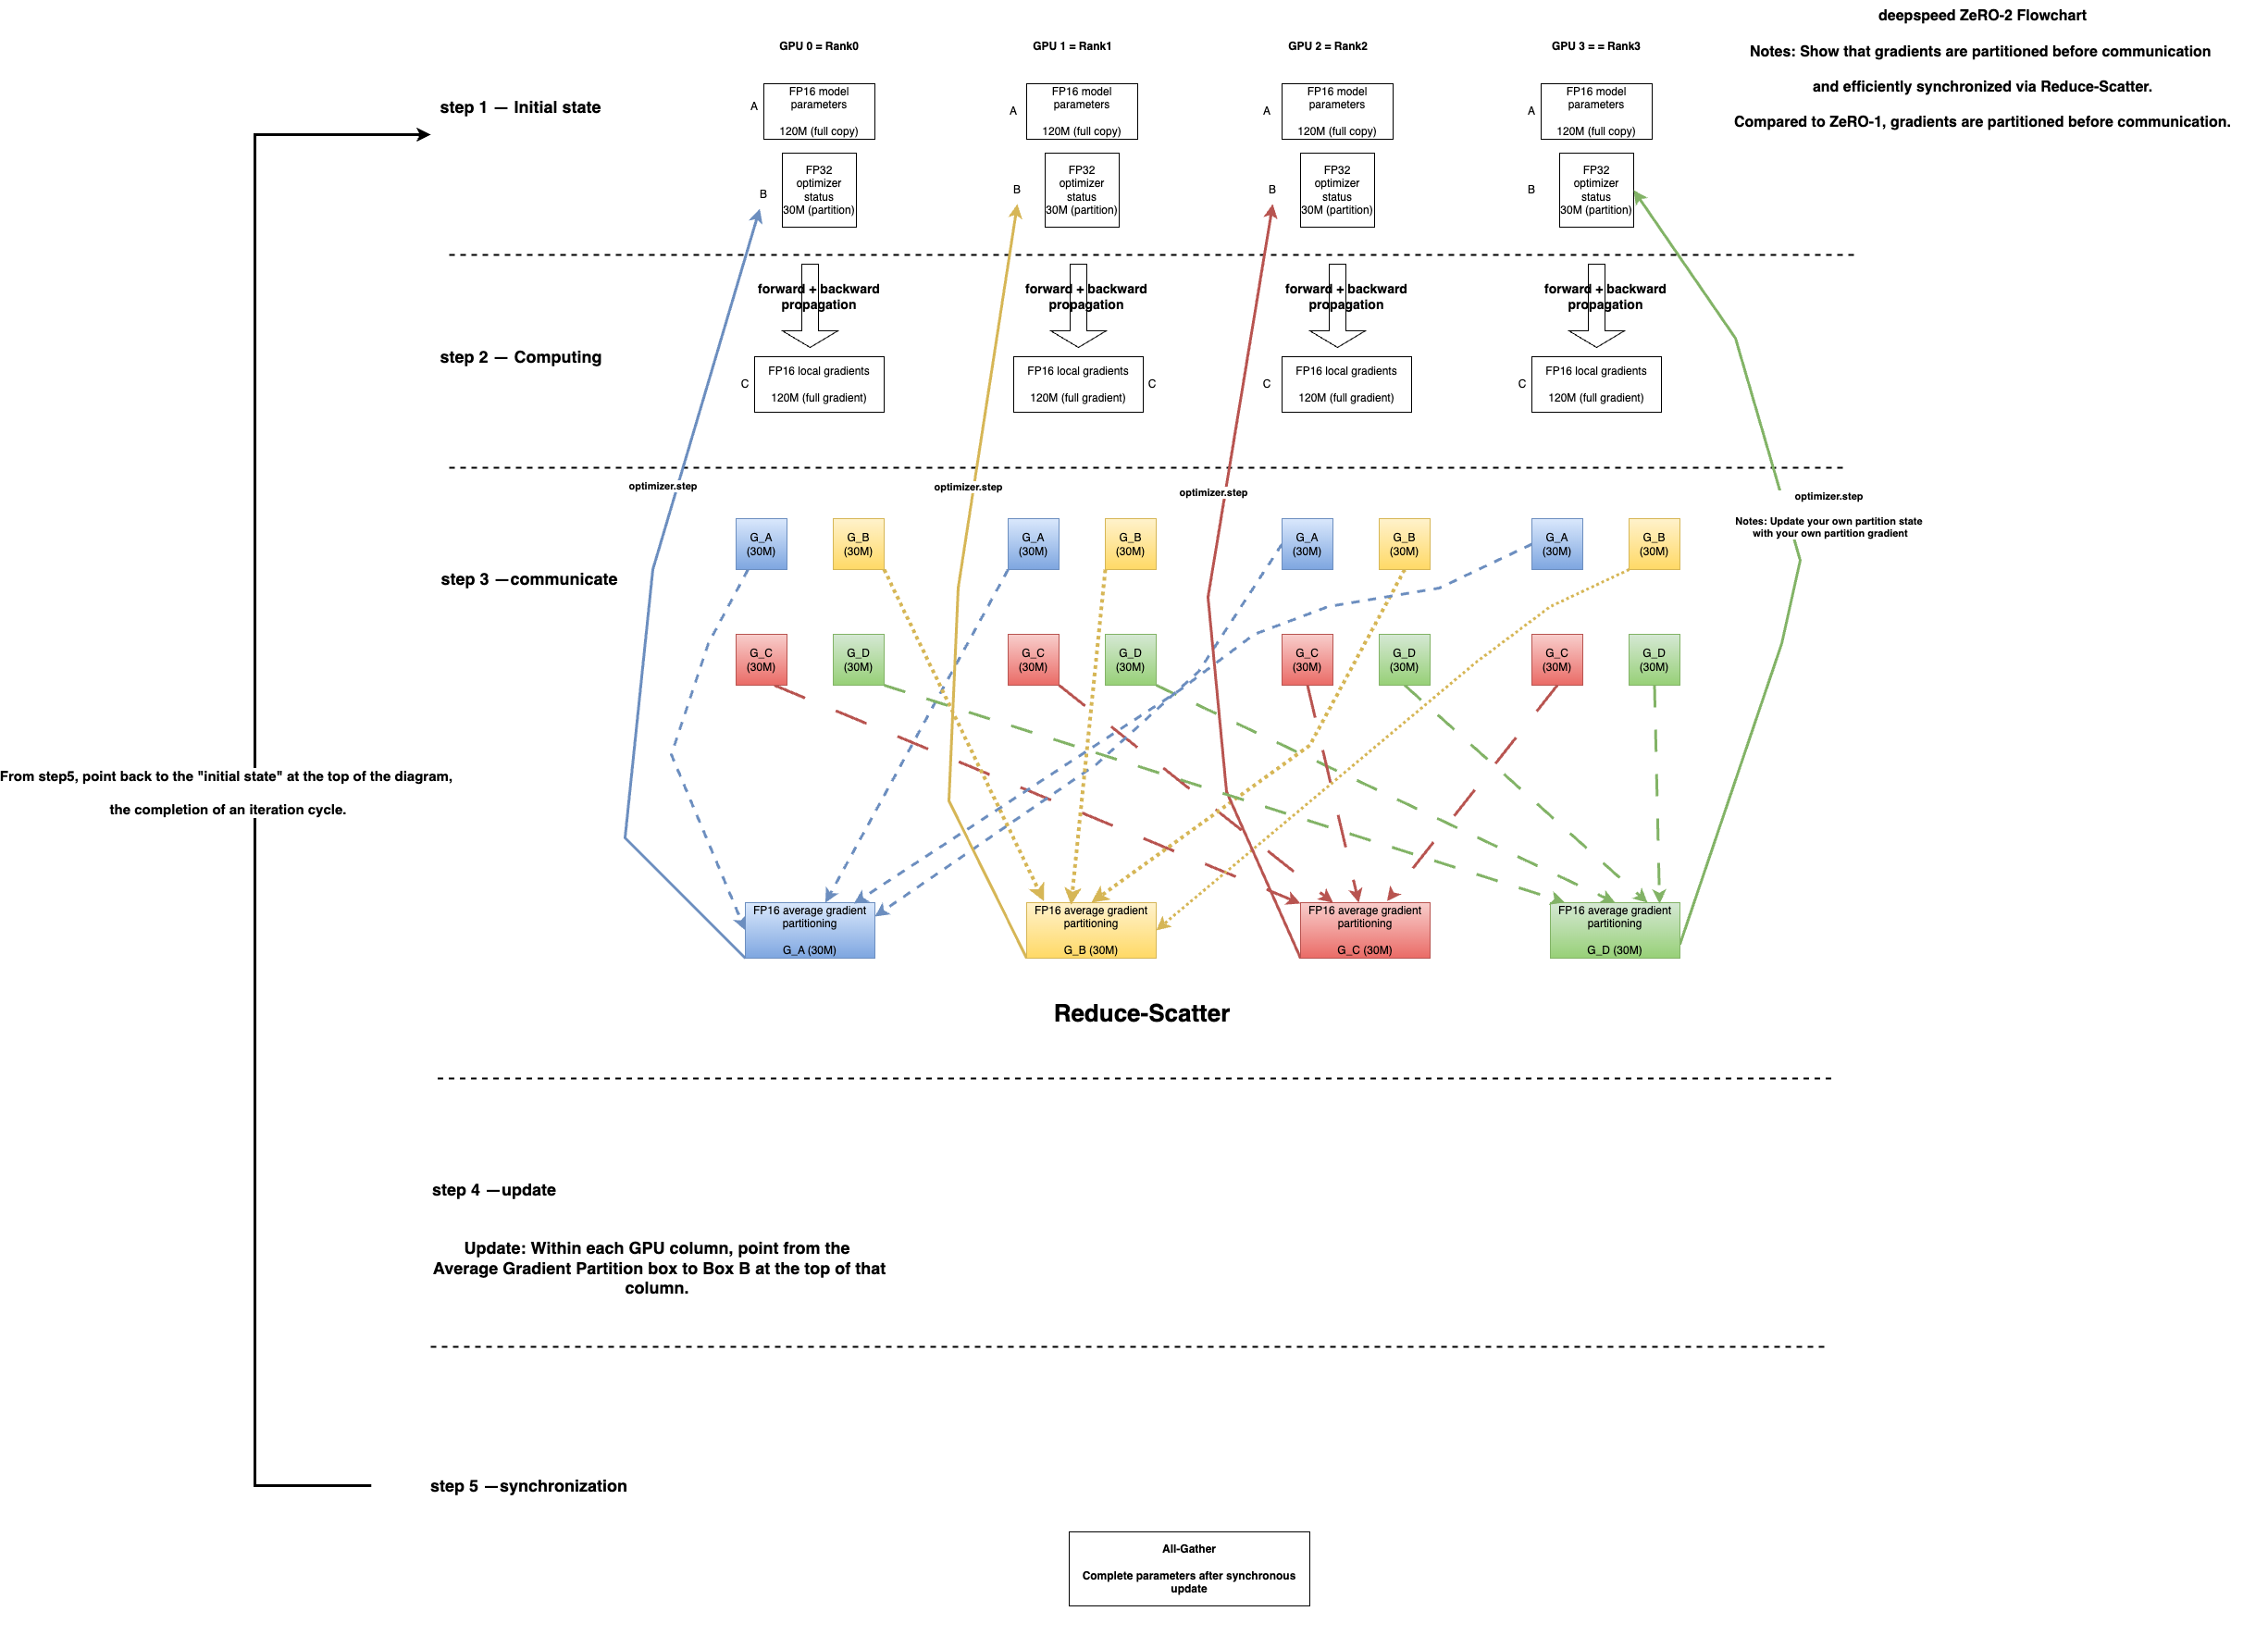 deepspeed ZeRO-2 Flowchart
Notes: Show that gradients are partitioned before communication
and efficiently synchronized via Reduce-Scatter.
Compared to ZeRO-1, gradients are partitioned before communication.
GPU 0 = Rank0
GPU 1 = Rank1
GPU 2 = Rank2
GPU 3 = = Rank3
step 1 — Initial state
A
FP16 model
parameters
120M (full copy)
A
FP16 model
parameters
120M (full copy)
A
FP16 model
parameters
120M (full copy)
A
FP16 model
parameters
120M (full copy)
B
FP32
optimizer
status
30M (partition)
B
FP32
optimizer
status
30M (partition)
B
FP32
optimizer
status
30M (partition)
B
FP32
optimizer
status
30M (partition)
forward + backward
propagation
forward + backward
propagation
forward + backward
propagation
forward + backward
propagation
step 2 — Computing
C
FP16 local gradients
120M (full gradient)
FP16 local gradients
120M (full gradient)
C
C
FP16 local gradients
120M (full gradient)
C
FP16 local gradients
120M (full gradient)
optimizer.step
optimizer.step
optimizer.step
optimizer.step
Notes: Update your own partition state
with your own partition gradient
step 3 —communicate
G_A
(30M)
G_B
(30M)
G_A
(30M)
G_B
(30M)
G_A
(30M)
G_B
(30M)
G_A
(30M)
G_B
(30M)
G_C
(30M)
G_D
(30M)
G_C
(30M)
G_D
(30M)
G_C
(30M)
G_D
(30M)
G_C
(30M)
G_D
(30M)
From step5, point back to the "initial state" at the top of the diagram,
the completion of an iteration cycle.
FP16 average gradient
partitioning
G_A (30M)
FP16 average gradient
partitioning
G_B (30M)
FP16 average gradient
partitioning
G_C (30M)
FP16 average gradient
partitioning
G_D (30M)
Reduce-Scatter
step 4 —update
Update: Within each GPU column, point from the
Average Gradient Partition box to Box B at the top of that
column.
step 5 —synchronization
All-Gather
Complete parameters after synchronous
update